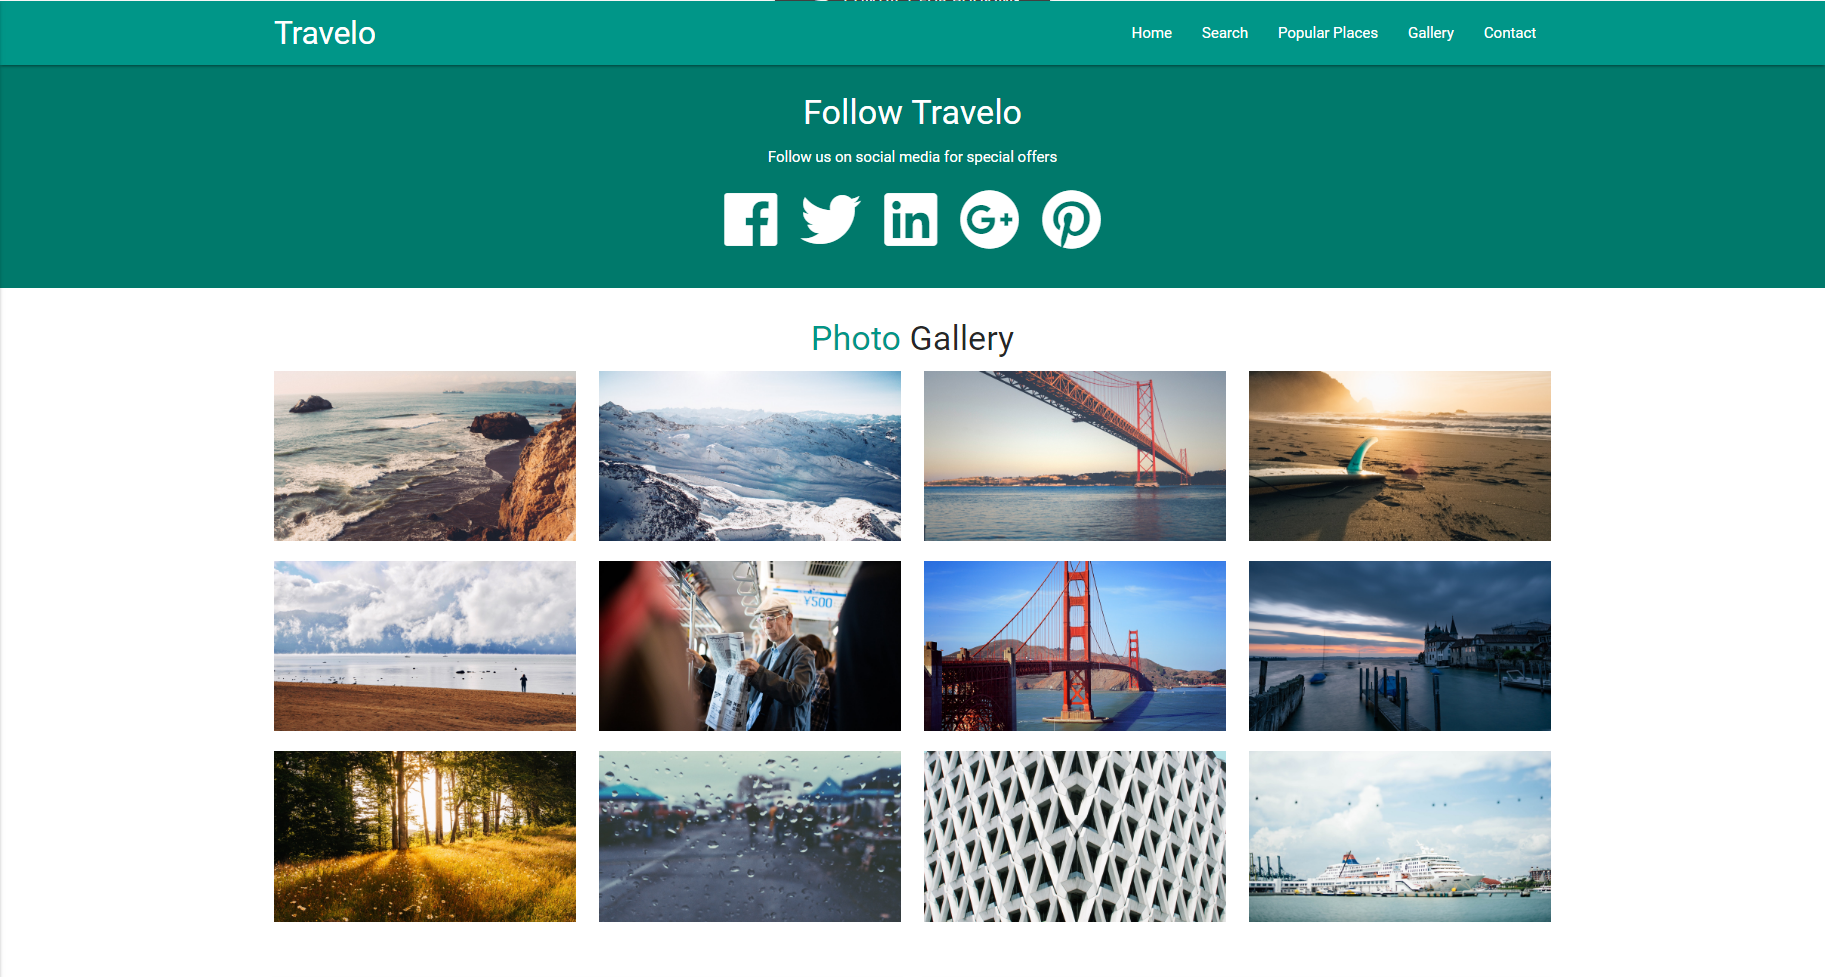 Travelo
Home Search Popular Places Gallery Contact
Follow Travelo
Follow us on social media for special offers
Photo Gallery
¥500